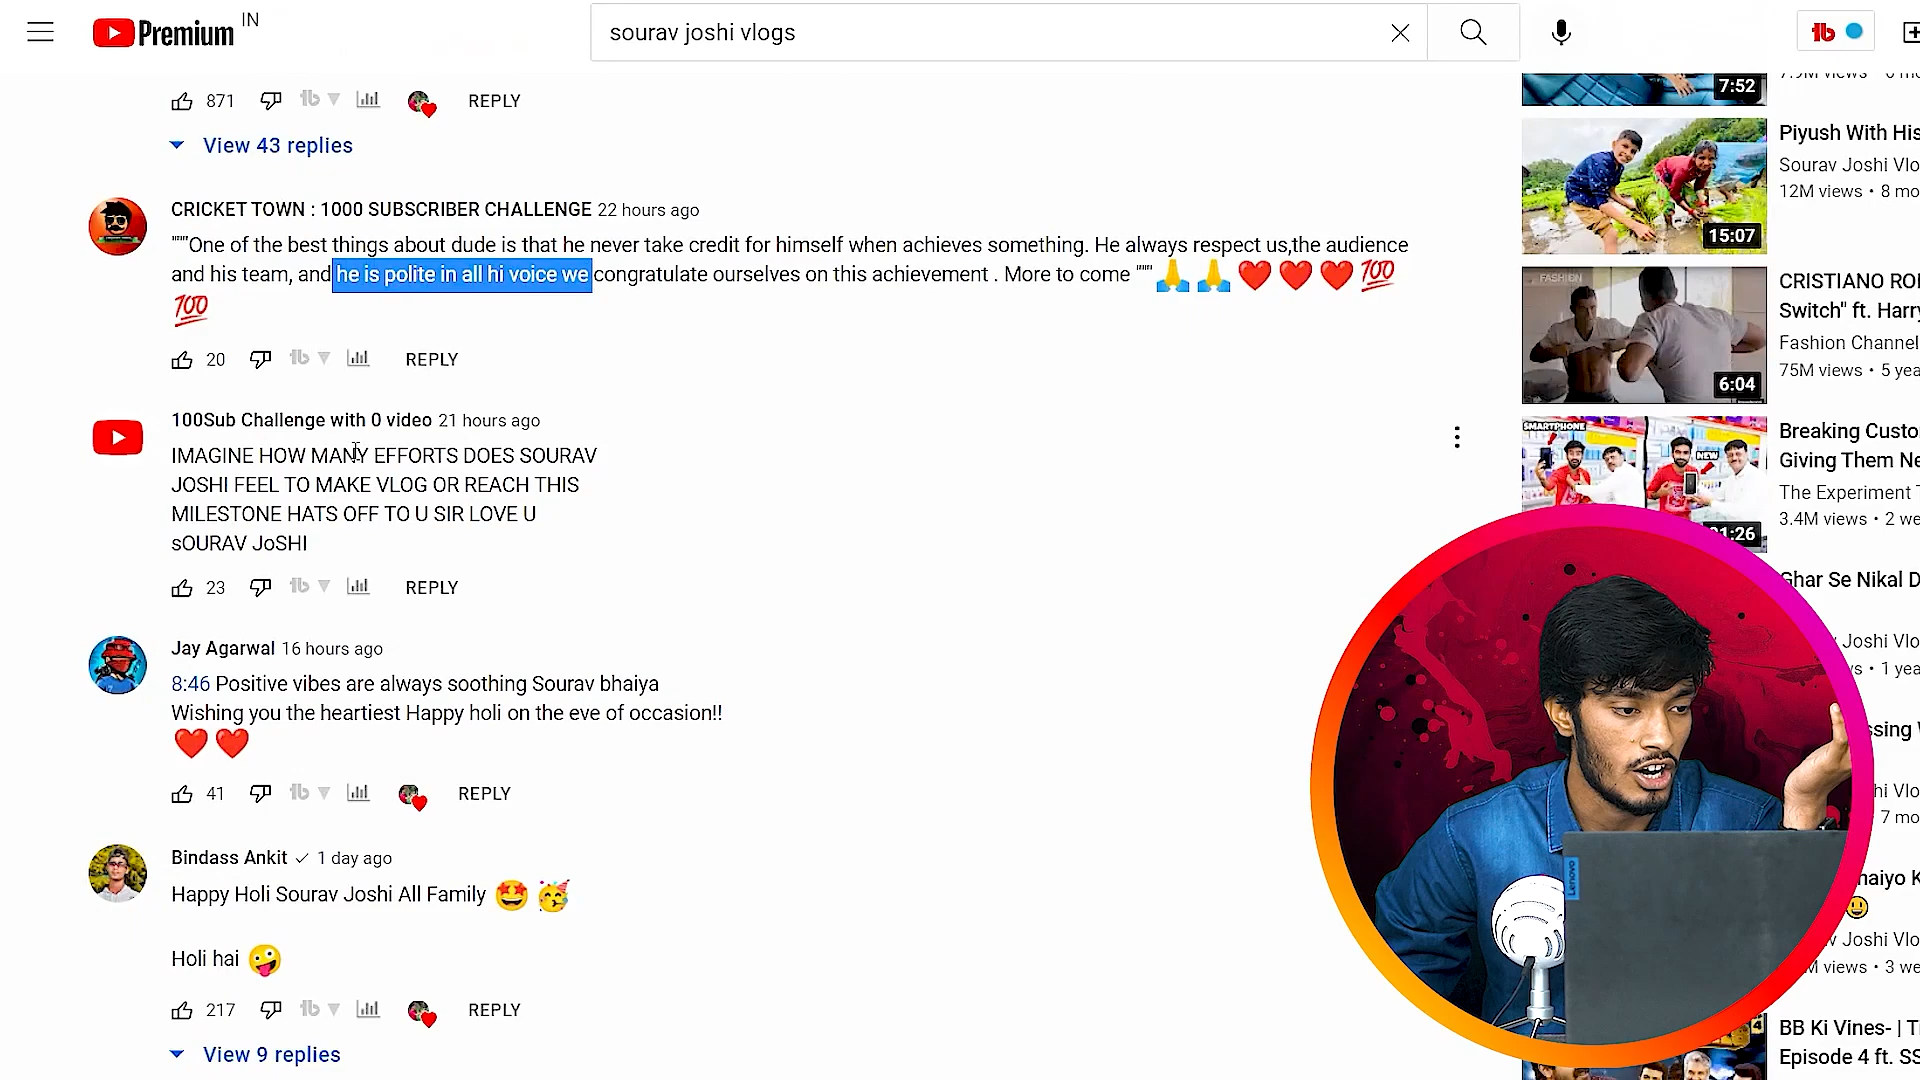 Premium IN
sourav joshi vlogs
871 REPLY
View 43 replies
CRICKET TOWN : 1000 SUBSCRIBER CHALLENGE 22 hours ago
"""One of the best things about dude is that he never take credit for himself when achieves something. He always respect us,the audience
and his team, and he is polite in all hi voice we congratulate ourselves on this achievement . More to come """🙏🙏❤️❤️❤️💯
💯
20 REPLY
100Sub Challenge with 0 video 21 hours ago
IMAGINE HOW MANY EFFORTS DOES SOURAV
JOSHI FEEL TO MAKE VLOG OR REACH THIS
MILESTONE HATS OFF TO U SIR LOVE U
sOURAV JoSHI
23 REPLY
Jay Agarwal 16 hours ago
8:46 Positive vibes are always soothing Sourav bhaiya
Wishing you the heartiest Happy holi on the eve of occasion!!
❤️❤️
41 REPLY
Bindass Ankit ✓ 1 day ago
Happy Holi Sourav Joshi All Family 🤩 🥳
Holi hai 🤪
217 REPLY
View 9 replies
7:52
Piyush With His
Sourav Joshi Vlo
12M views • 8 mo
15:07
FASHION
CRISTIANO RO
Switch" ft. Harry
Fashion Channel
75M views • 5 yea
6:04
SMARTPHONE
NEW
Breaking Custo
Giving Them Ne
The Experiment T
3.4M views • 2 we
1:26
Ghar Se Nikal D
Joshi Vlo
• 1 yea
ssing
hi Vlo
7 mo
haiyo K
Joshi Vlo
M views • 3 we
BB Ki Vines- | T
Episode 4 ft. SS
Lenovo